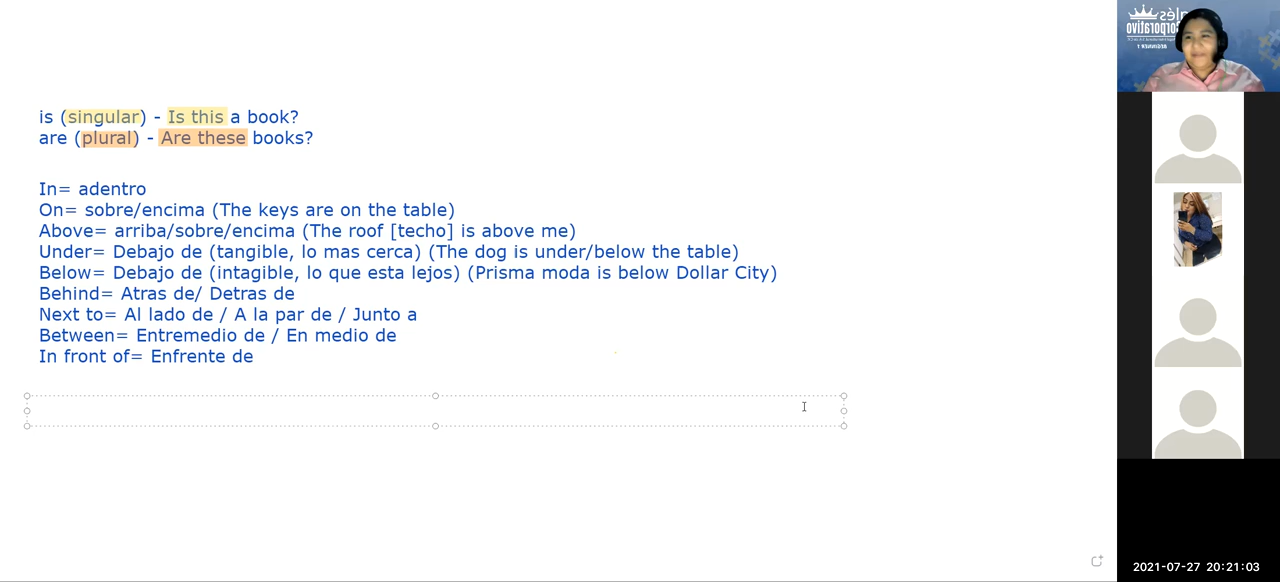 is (singular) - Is this a book?
are (plural) - Are these books?
In= adentro
On= sobre/encima (The keys are on the table)
Above= arriba/sobre/encima (The roof [techo] is above me)
Under= Debajo de (tangible, lo mas cerca) (The dog is under/below the table)
Below= Debajo de (intagible, lo que esta lejos) (Prisma moda is below Dollar City)
Behind= Atras de/ Detras de
Next to= Al lado de / A la par de / Junto a
Between= Entremedio de / En medio de
In front of= Enfrente de
2021-07-27 20:21:03